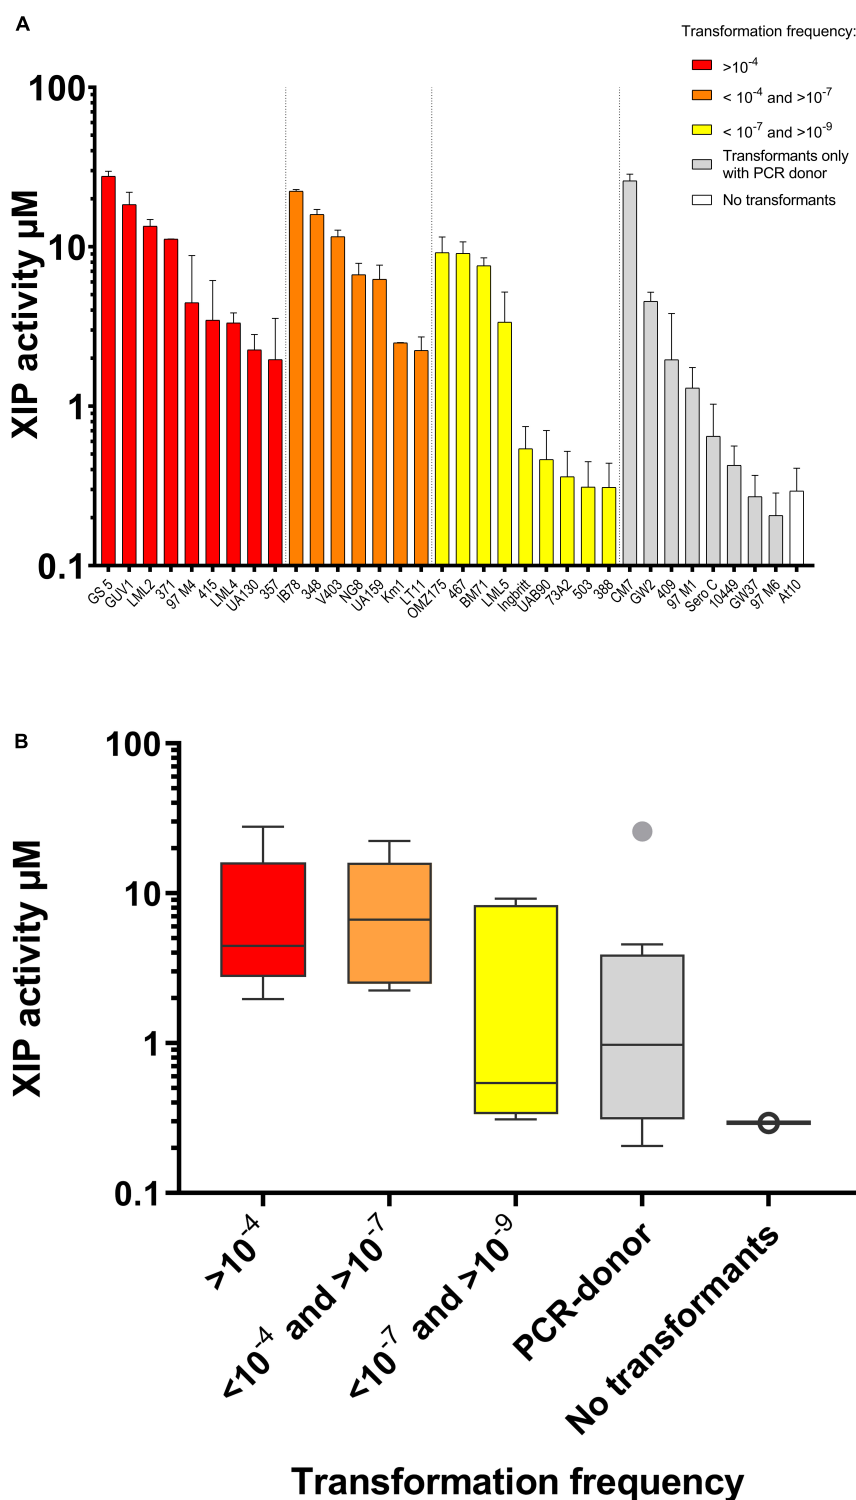 A
Transformation frequency:
>10-4
< 10-4 and >10-7
< 10-7 and >10-9
Transformants only
with PCR donor
No transformants
XIP activity µM
100
10
1
0.1
GS 5
GUV1
LML2
371
97 M4
415
LML4
UA130
357
IB78
348
V403
NG8
UA159
Km1
LT11
OMZ175
467
BM71
LML5
Ingbritt
UAB90
73A2
503
388
CM7
GW2
409
97 M1
Sero C
10449
GW37
97 M6
At10
B
XIP activity µM
100
10
1
0.1
>10-4
<10-4 and >10-7
<10-7 and >10-9
PCR-donor
No transformants
Transformation frequency